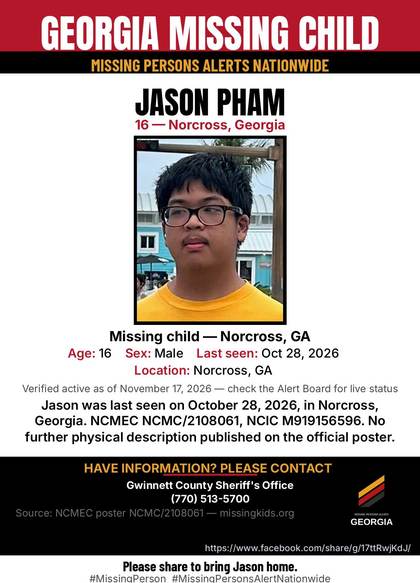 GEORGIA MISSING CHILD
MISSING PERSONS ALERTS NATIONWIDE
JASON PHAM
16 — Norcross, Georgia
Missing child — Norcross, GA
Age: 16 Sex: Male Last seen: Oct 28, 2026
Location: Norcross, GA
Verified active as of November 17, 2026 — check the Alert Board for live status
Jason was last seen on October 28, 2026, in Norcross,
Georgia. NCMEC NCMC/2108061, NCIC M919156596. No
further physical description published on the official poster.
HAVE INFORMATION? PLEASE CONTACT
Gwinnett County Sheriff's Office
(770) 513-5700
Source: NCMEC poster NCMC/2108061 — missingkids.org
GEORGIA
https://www.facebook.com/share/g/17ttRwjKdJ/
Please share to bring Jason home.
#MissingPerson #MissingPersonsAlertNationwide